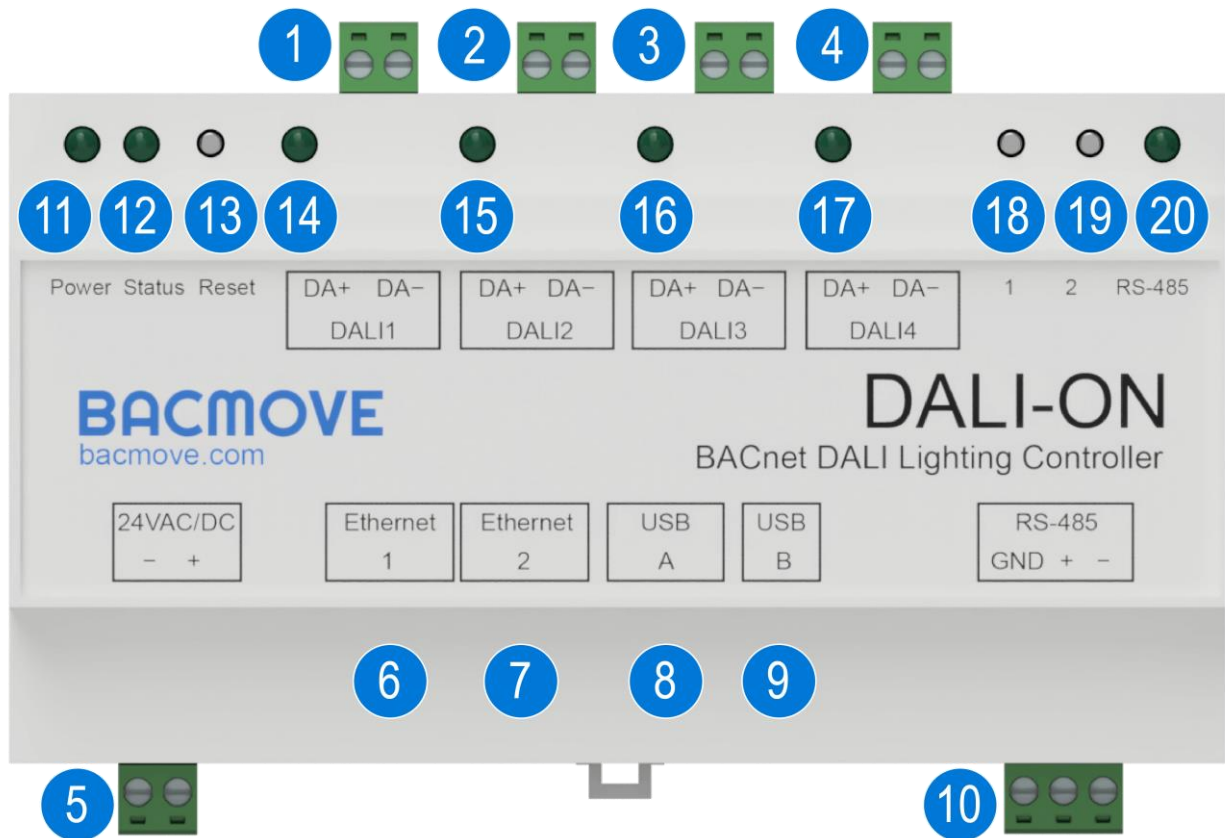 1 2 3 4
11 12 13 14 15 16 17 18 19 20
Power Status Reset DA+ DA− DA+ DA− DA+ DA− DA+ DA− 1 2 RS-485
DALI1 DALI2 DALI3 DALI4
BACMOVE
bacmove.com
DALI-ON
BACnet DALI Lighting Controller
24VAC/DC Ethernet Ethernet USB USB RS-485
− + 1 2 A B GND + −
6 7 8 9
5 10